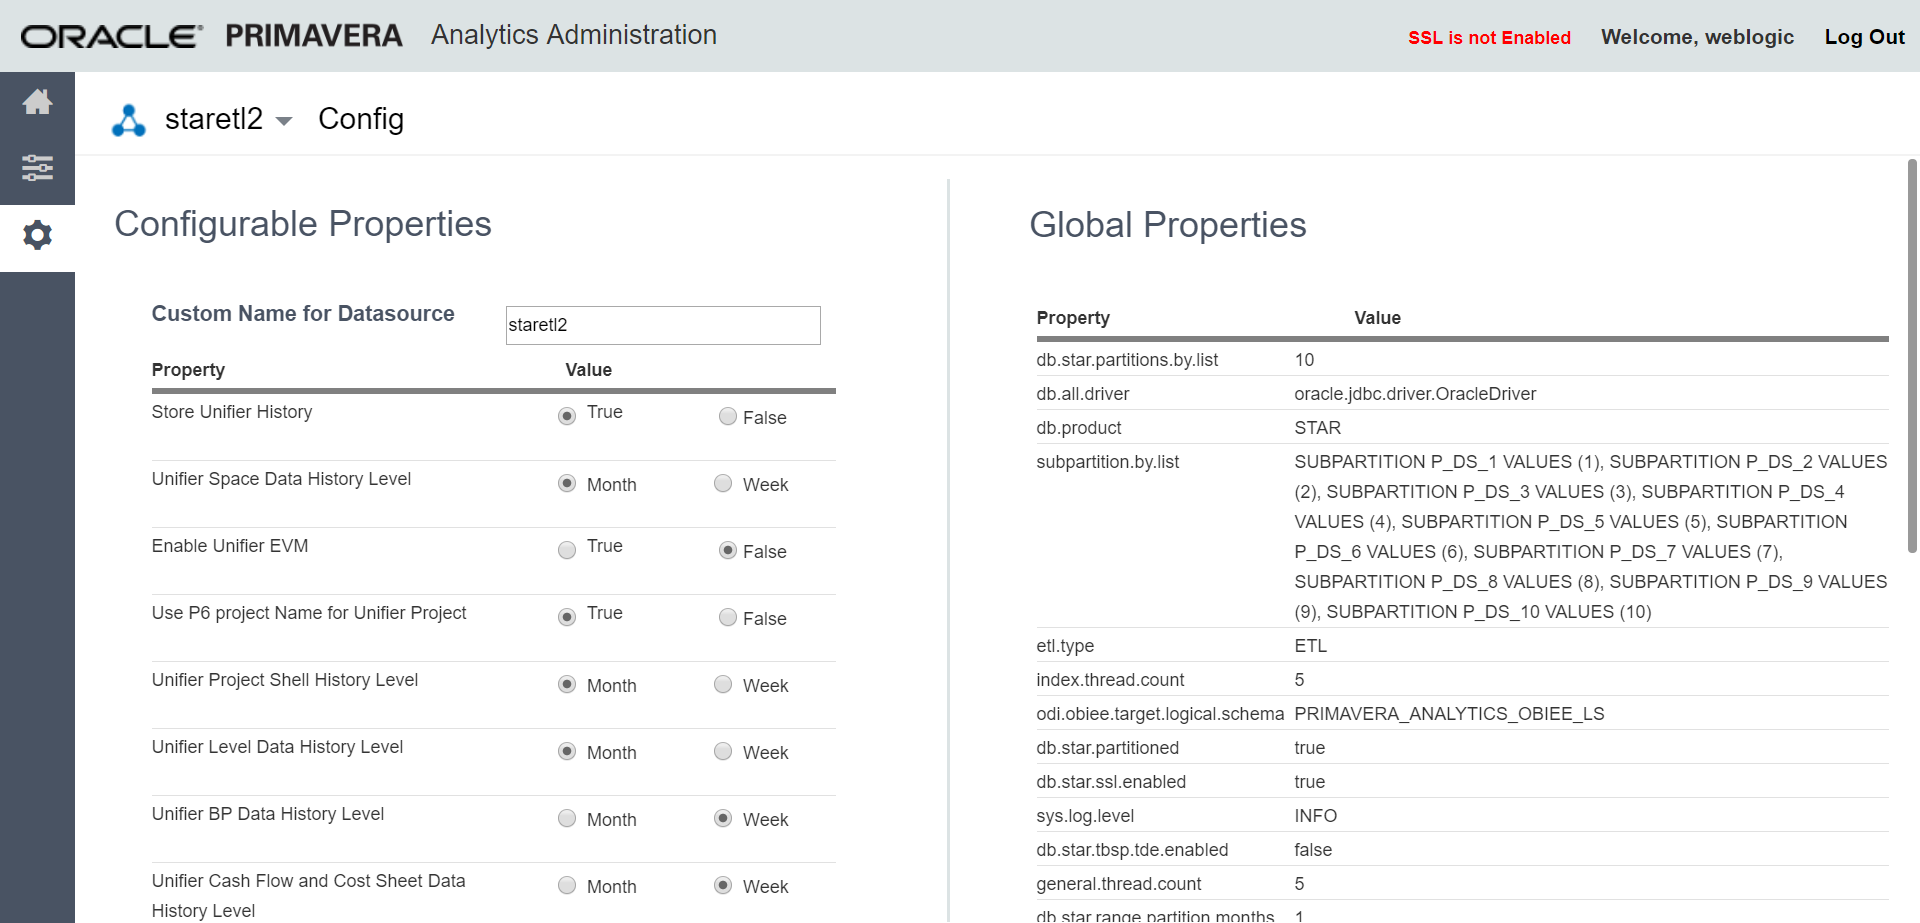 ORACLE PRIMAVERA Analytics Administration
SSL is not Enabled Welcome, weblogic Log Out
staretl2 Config
Configurable Properties
Custom Name for Datasource staretl2
Property Value
Store Unifier History True False
Unifier Space Data History Level Month Week
Enable Unifier EVM True False
Use P6 project Name for Unifier Project True False
Unifier Project Shell History Level Month Week
Unifier Level Data History Level Month Week
Unifier BP Data History Level Month Week
Unifier Cash Flow and Cost Sheet Data Month Week
History Level
Global Properties
Property Value
db.star.partitions.by.list 10
db.all.driver oracle.jdbc.driver.OracleDriver
db.product STAR
subpartition.by.list SUBPARTITION P_DS_1 VALUES (1), SUBPARTITION P_DS_2 VALUES
(2), SUBPARTITION P_DS_3 VALUES (3), SUBPARTITION P_DS_4
VALUES (4), SUBPARTITION P_DS_5 VALUES (5), SUBPARTITION
P_DS_6 VALUES (6), SUBPARTITION P_DS_7 VALUES (7),
SUBPARTITION P_DS_8 VALUES (8), SUBPARTITION P_DS_9 VALUES
(9), SUBPARTITION P_DS_10 VALUES (10)
etl.type ETL
index.thread.count 5
odi.obiee.target.logical.schema PRIMAVERA_ANALYTICS_OBIEE_LS
db.star.partitioned true
db.star.ssl.enabled true
sys.log.level INFO
db.star.tbsp.tde.enabled false
general.thread.count 5
db.star.range.partition.months 1